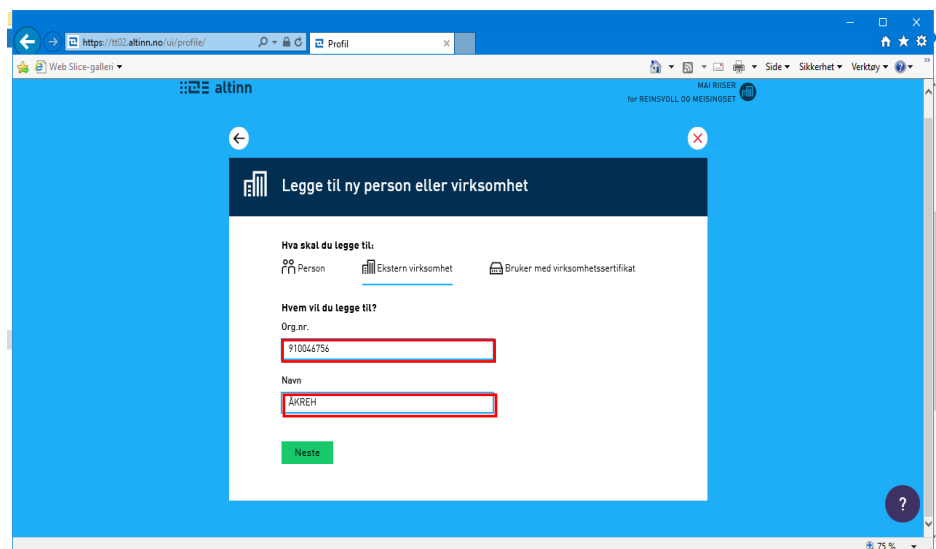 https://tt02.altinn.no/ui/profile/
Profil
Web Slice-galleri
Side
Sikkerhet
Verktøy
altinn
MAI RIISER
for REINSVOLL OG MEISINGSET
Legge til ny person eller virksomhet
Hva skal du legge til:
Person
Ekstern virksomhet
Bruker med virksomhetssertifikat
Hvem vil du legge til?
Org.nr.
910046756
Navn
ÅKREH
Neste
?
75 %